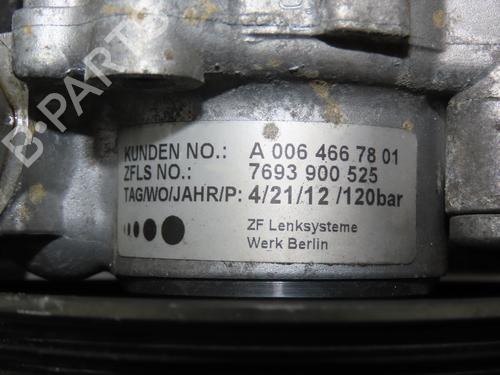 B-PARTS
KUNDEN NO.: A 006 466 78 01
ZFLS NO.: 7693 900 525
TAG/WO/JAHR/P: 4/21/12 /120bar
ZF Lenksysteme
Werk Berlin